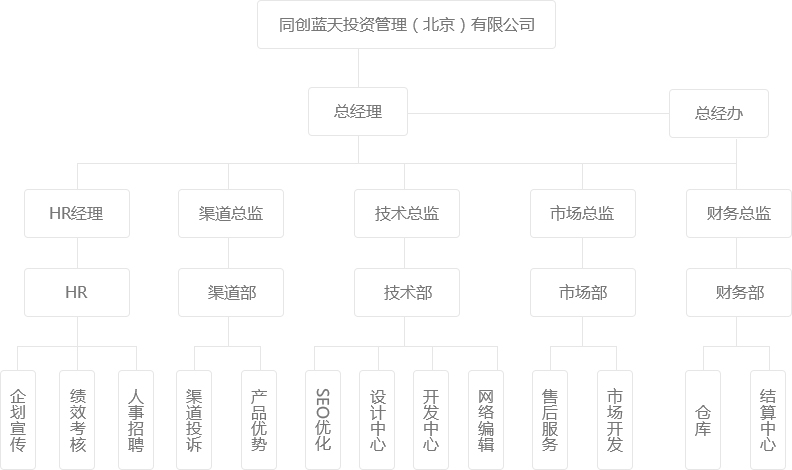 同创蓝天投资管理（北京）有限公司
总经理
总经办
HR经理
渠道总监
技术总监
市场总监
财务总监
HR
渠道部
技术部
市场部
财务部
企划宣传
绩效考核
人事招聘
渠道投诉
产品优势
SEO优化
设计中心
开发中心
网络编辑
售后服务
市场开发
仓库
结算中心